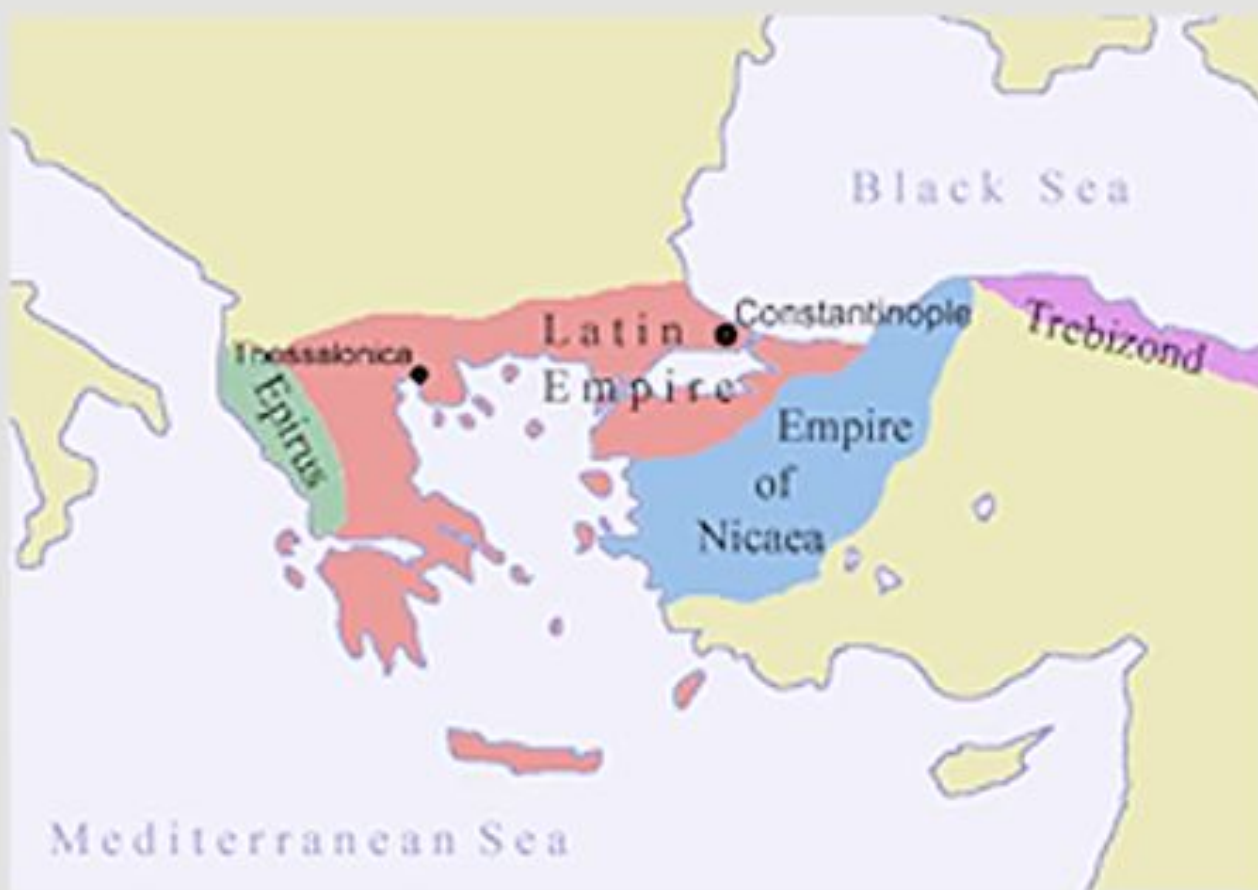 Black Sea
Constantinople
Latin
Empire
Thessalonica
Epirus
Trebizond
Empire
of
Nicaea
Mediterranean Sea